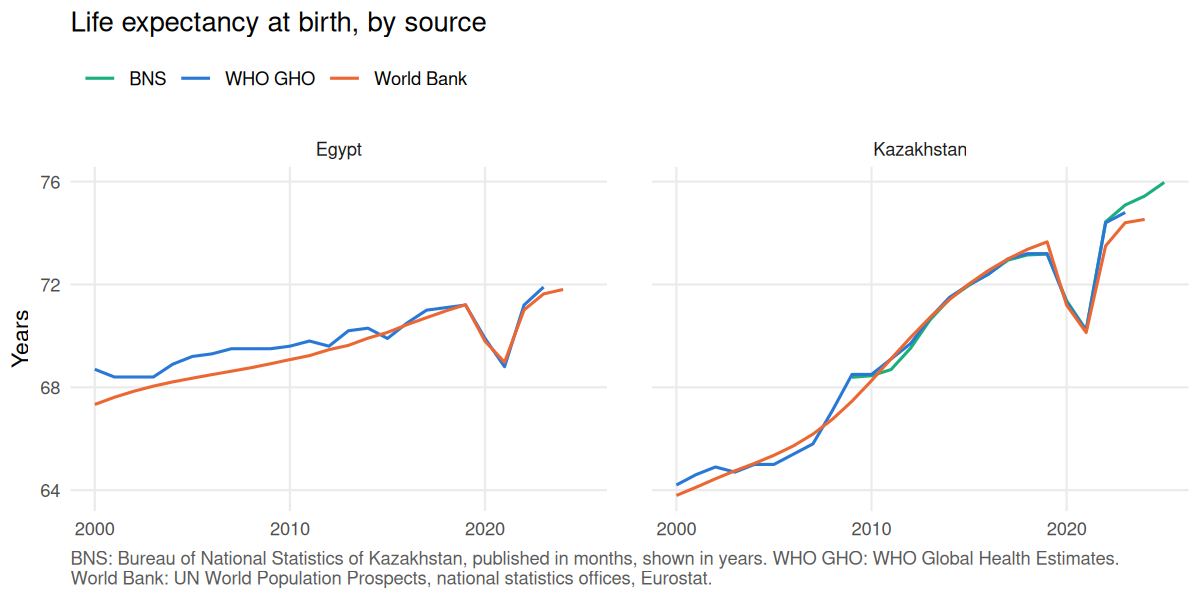 Life expectancy at birth, by source
BNS WHO GHO World Bank
Egypt Kazakhstan
Years
76
72
68
64
2000 2010 2020 2000 2010 2020
BNS: Bureau of National Statistics of Kazakhstan, published in months, shown in years. WHO GHO: WHO Global Health Estimates.
World Bank: UN World Population Prospects, national statistics offices, Eurostat.